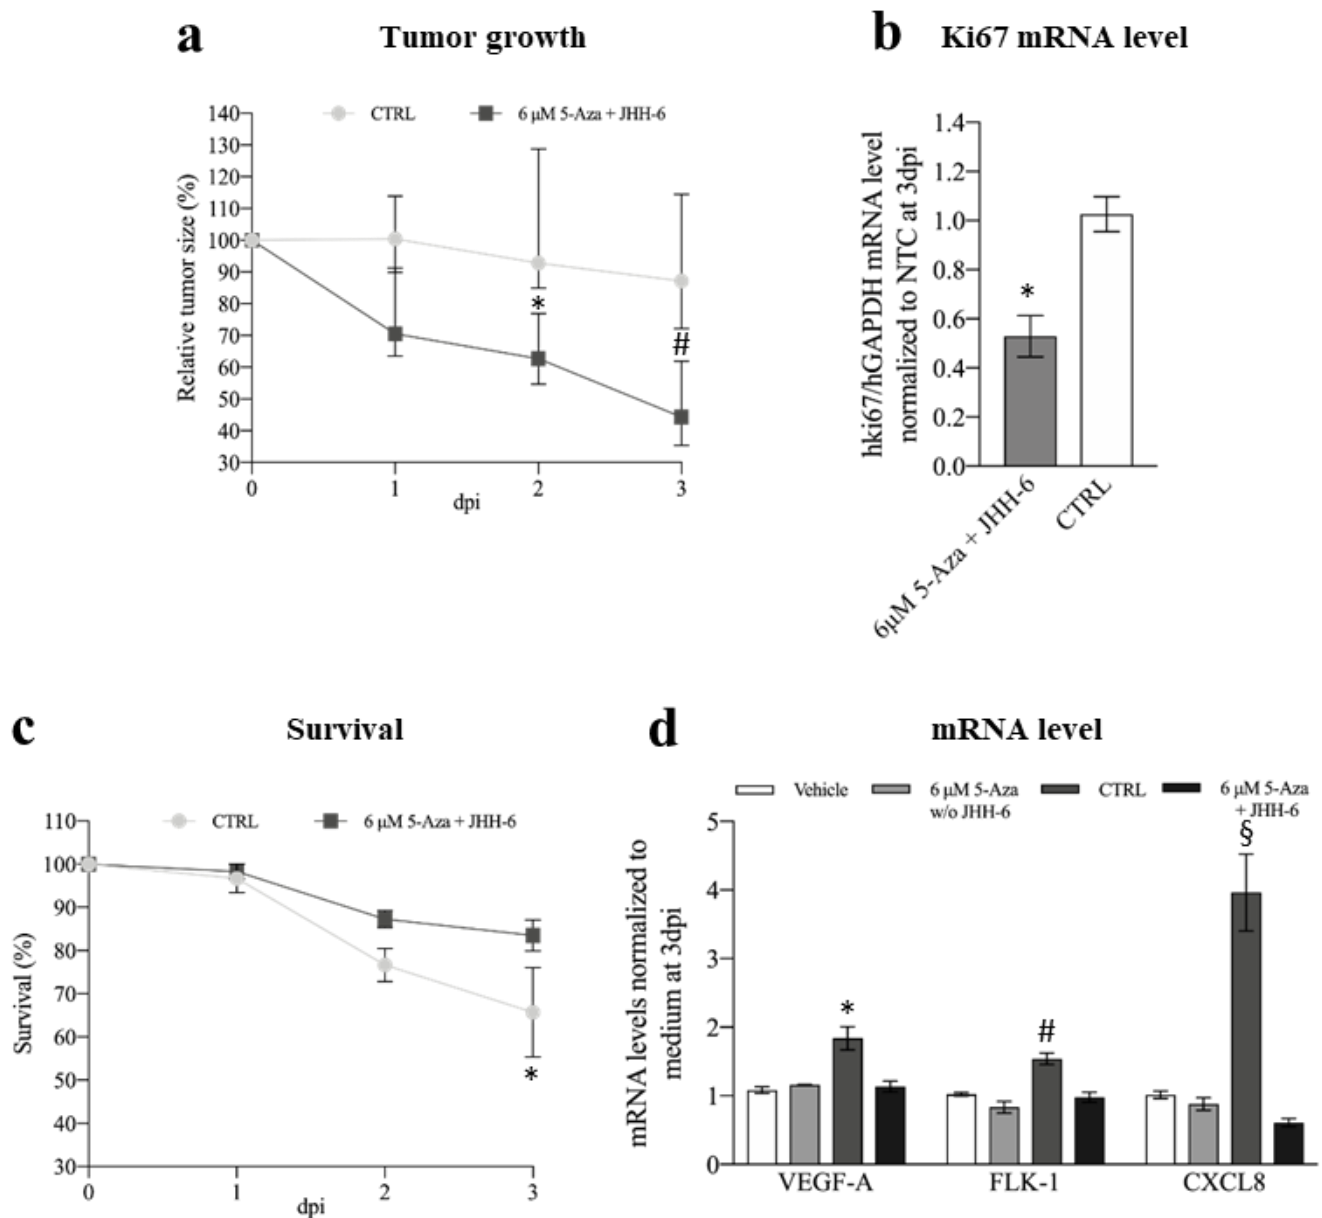 a
Tumor growth
CTRL
6 μM 5-Aza + JHH-6
Relative tumor size (%)
140
130
120
110
100
90
80
70
60
50
40
30
*
#
0 1 2 3
dpi
b
Ki67 mRNA level
hki67/hGAPDH mRNA level
normalized to NTC at 3dpi
1.4
1.2
1.0
0.8
0.6
0.4
0.2
0.0
*
6μM 5-Aza + JHH-6
CTRL
c
Survival
CTRL
6 μM 5-Aza + JHH-6
Survival (%)
110
100
90
80
70
60
50
40
30
*
0 1 2 3
dpi
d
mRNA level
Vehicle
6 μM 5-Aza
w/o JHH-6
CTRL
6 μM 5-Aza
+ JHH-6
mRNA levels normalized to
medium at 3dpi
5
4
3
2
1
0
*
#
§
VEGF-A FLK-1 CXCL8